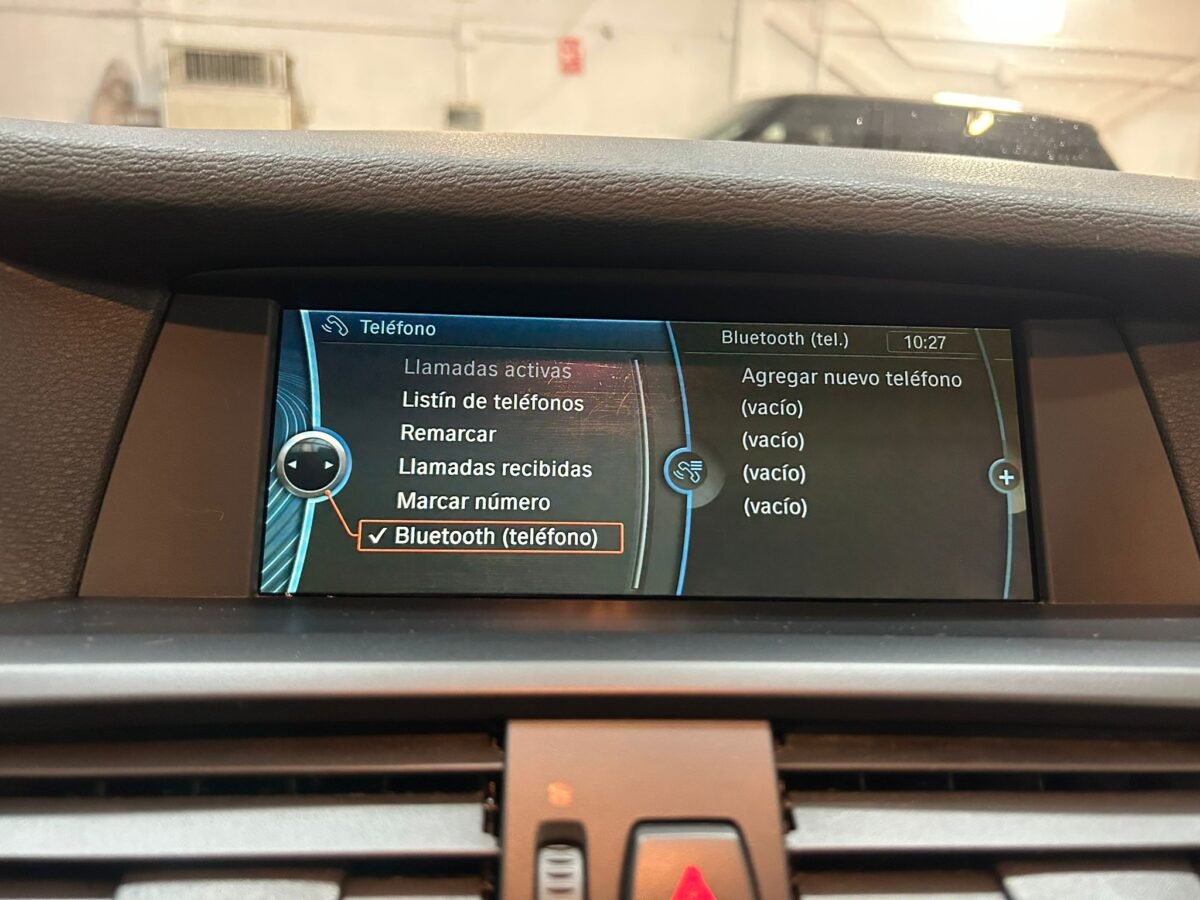 Teléfono
Llamadas activas
Listín de teléfonos
Remarcar
Llamadas recibidas
Marcar número
✓ Bluetooth (teléfono)
Bluetooth (tel.)
10:27
Agregar nuevo teléfono
(vacío)
(vacío)
(vacío)
(vacío)